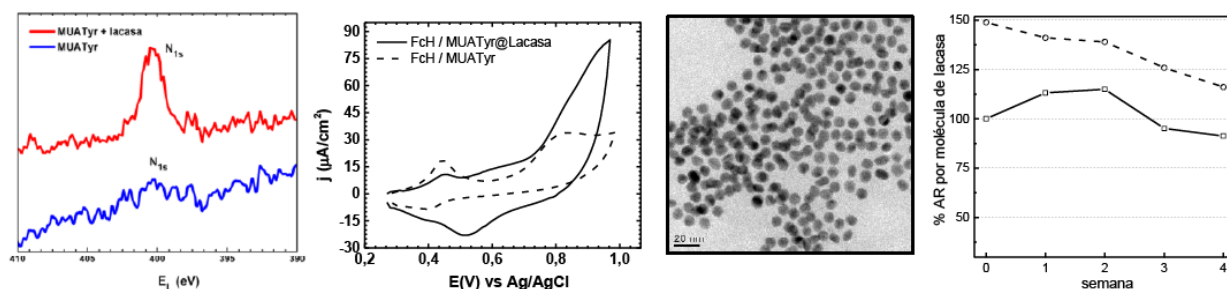 MUATyr + lacasa
MUATyr
N1s
N1s
410 405 400 395 390
(eV)
90
75
60
45
30
15
0
-15
-30
FcH / MUATyr@Lacasa
FcH / MUATyr
j (µA/cm²)
0,2 0,4 0,6 0,8 1,0
E(V) vs Ag/AgCl
20 nm
150
125
100
75
50
% AR por molécula de lacasa
0 1 2 3 4
semana